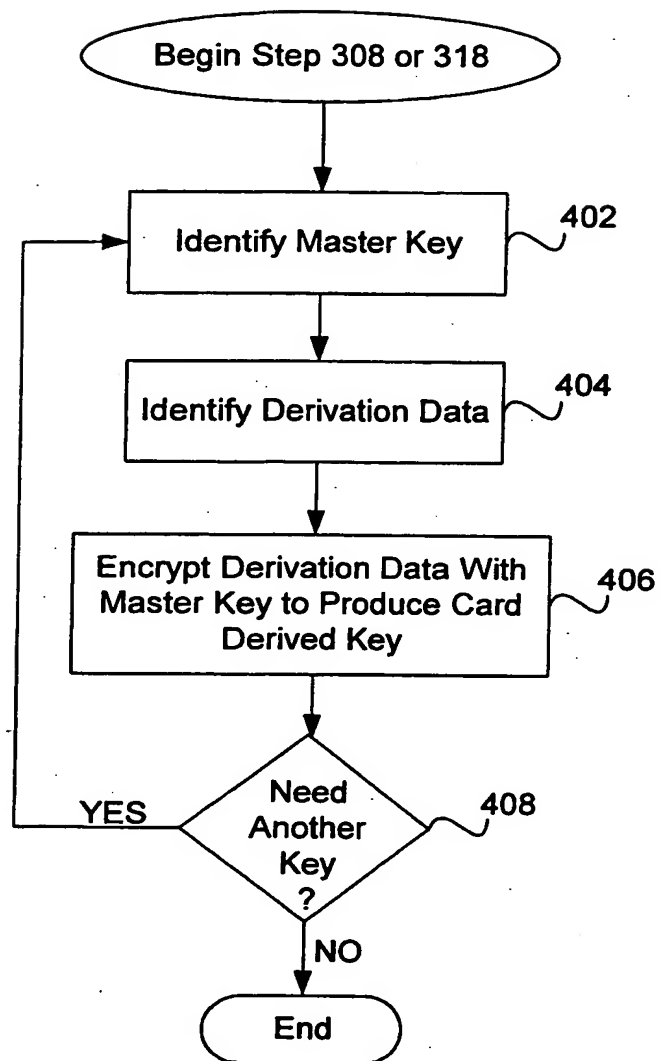 Begin Step 308 or 318
Identify Master Key
402
Identify Derivation Data
404
Encrypt Derivation Data With
Master Key to Produce Card
Derived Key
406
Need
Another
Key
?
408
YES
NO
End